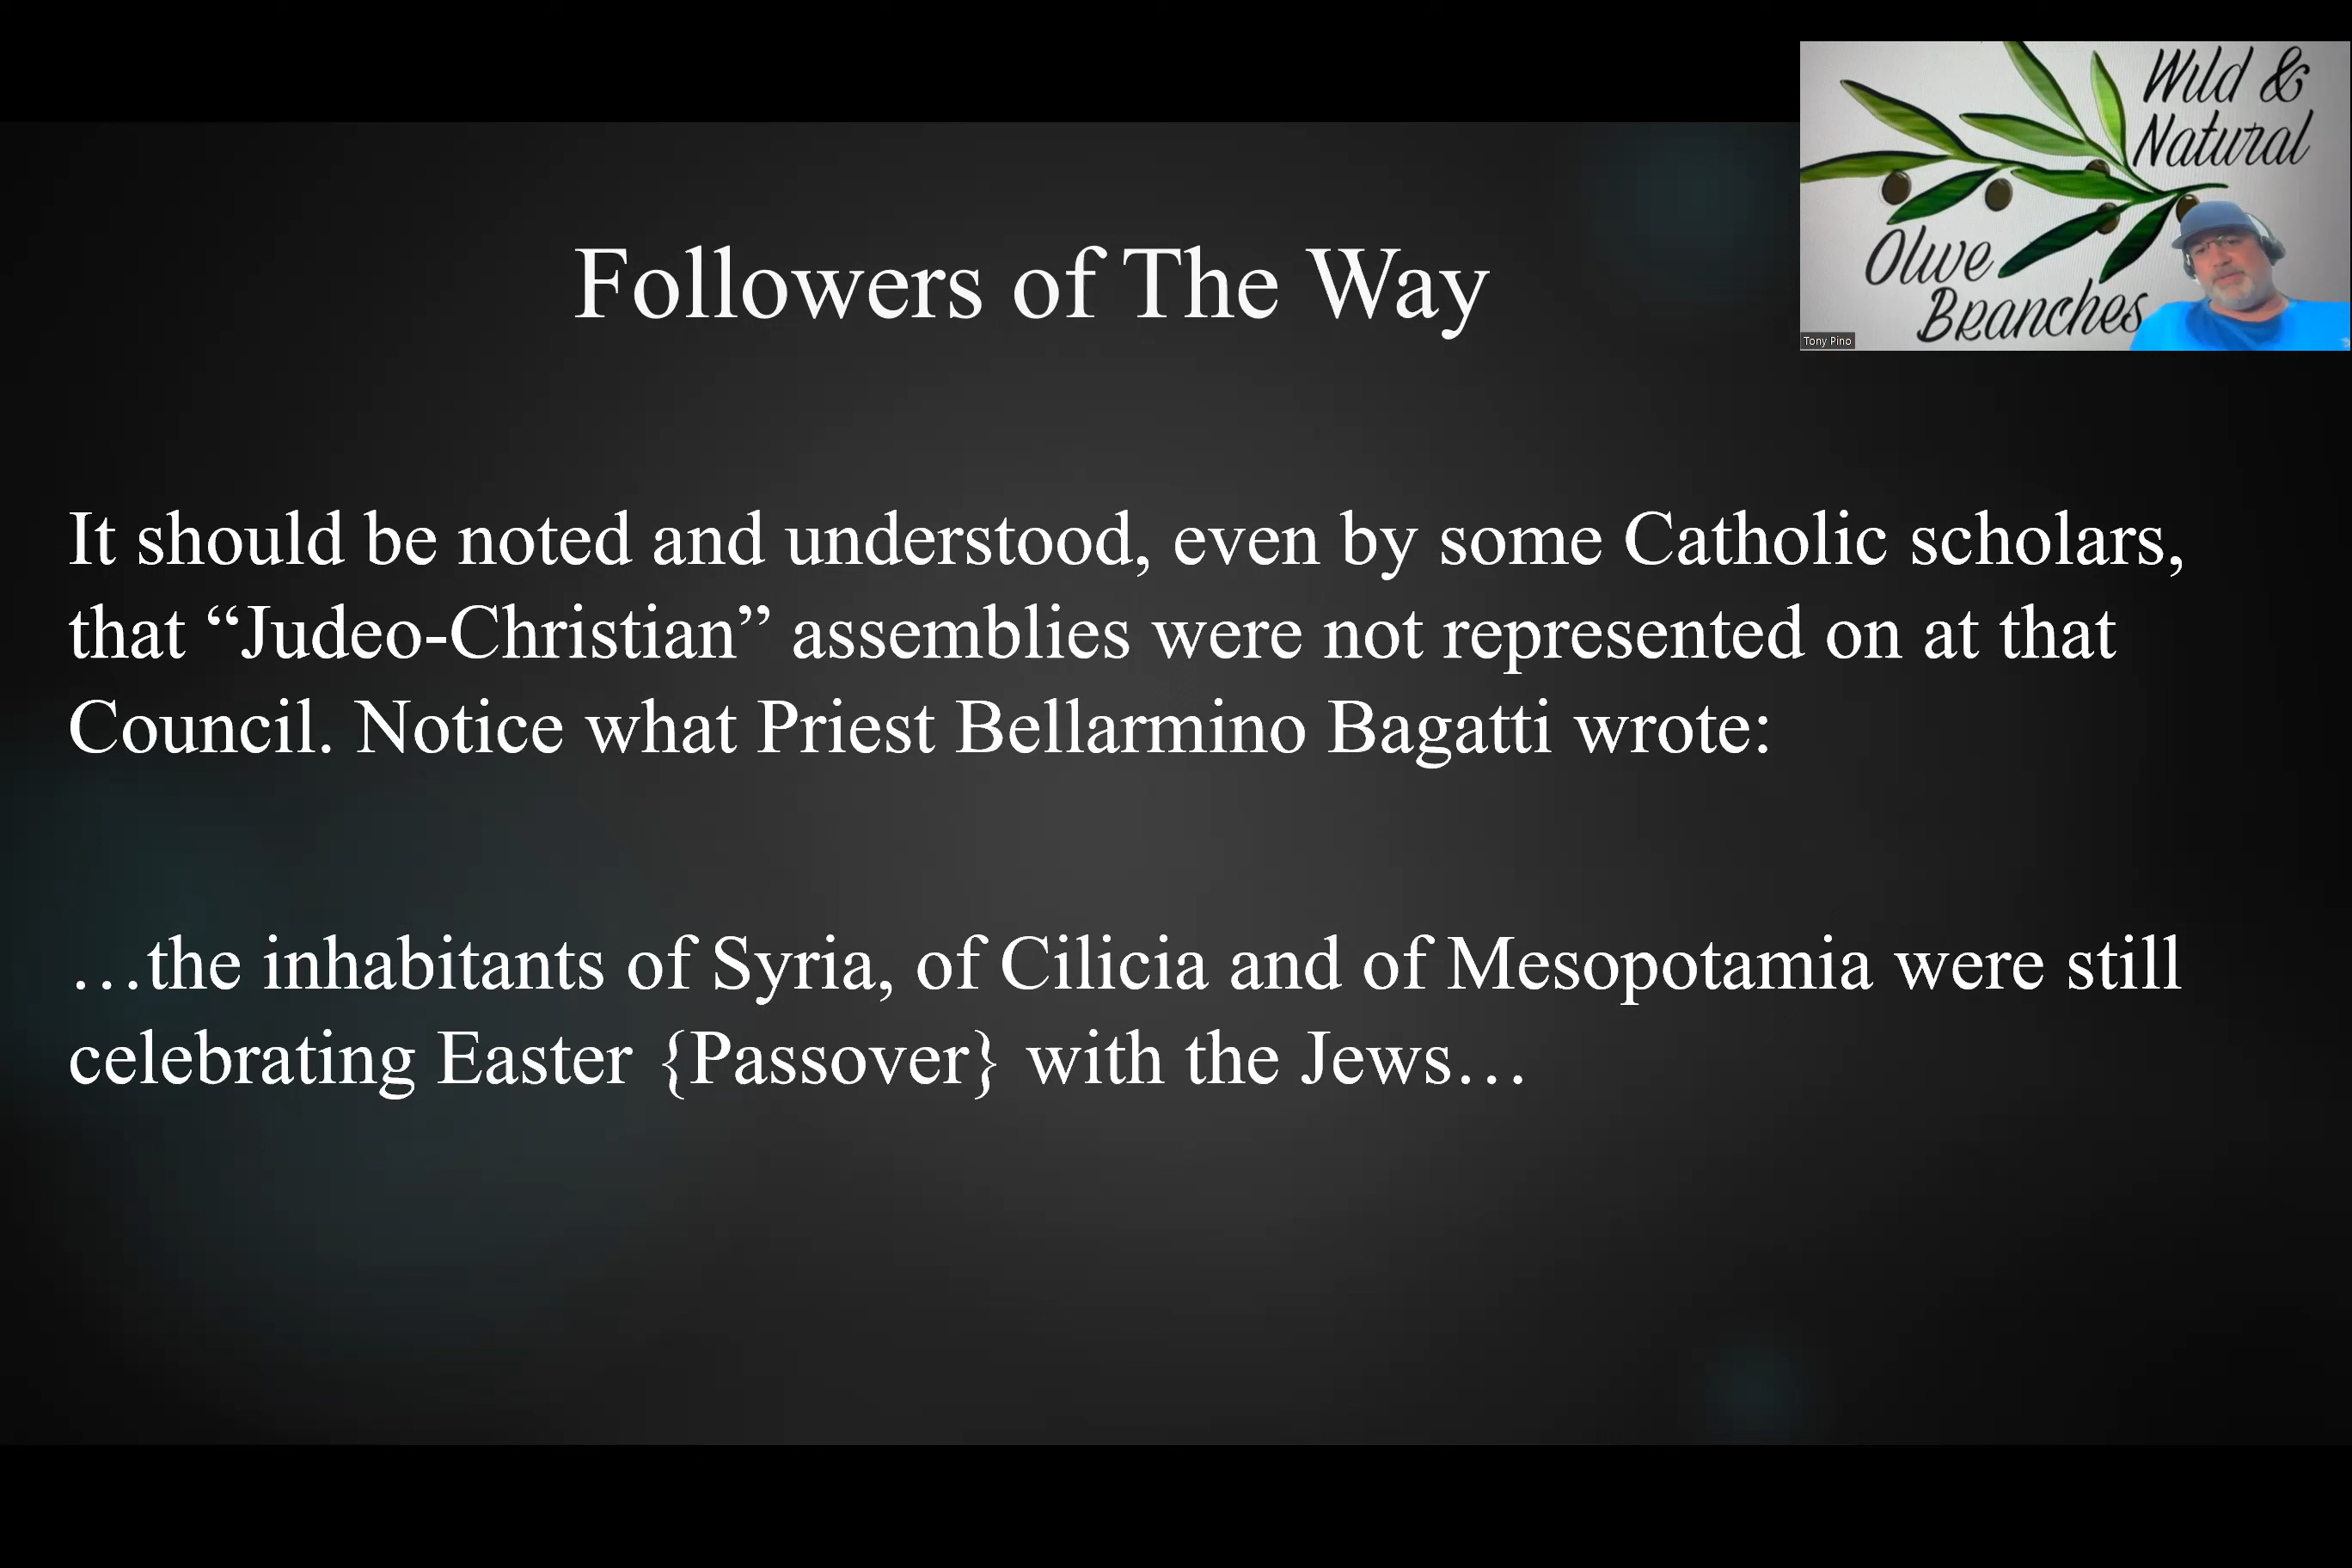 Wild &
Natural
Olive
Branches
Tony Pino
Followers of The Way
It should be noted and understood, even by some Catholic scholars,
that “Judeo-Christian” assemblies were not represented on at that
Council. Notice what Priest Bellarmino Bagatti wrote:
…the inhabitants of Syria, of Cilicia and of Mesopotamia were still
celebrating Easter {Passover} with the Jews…